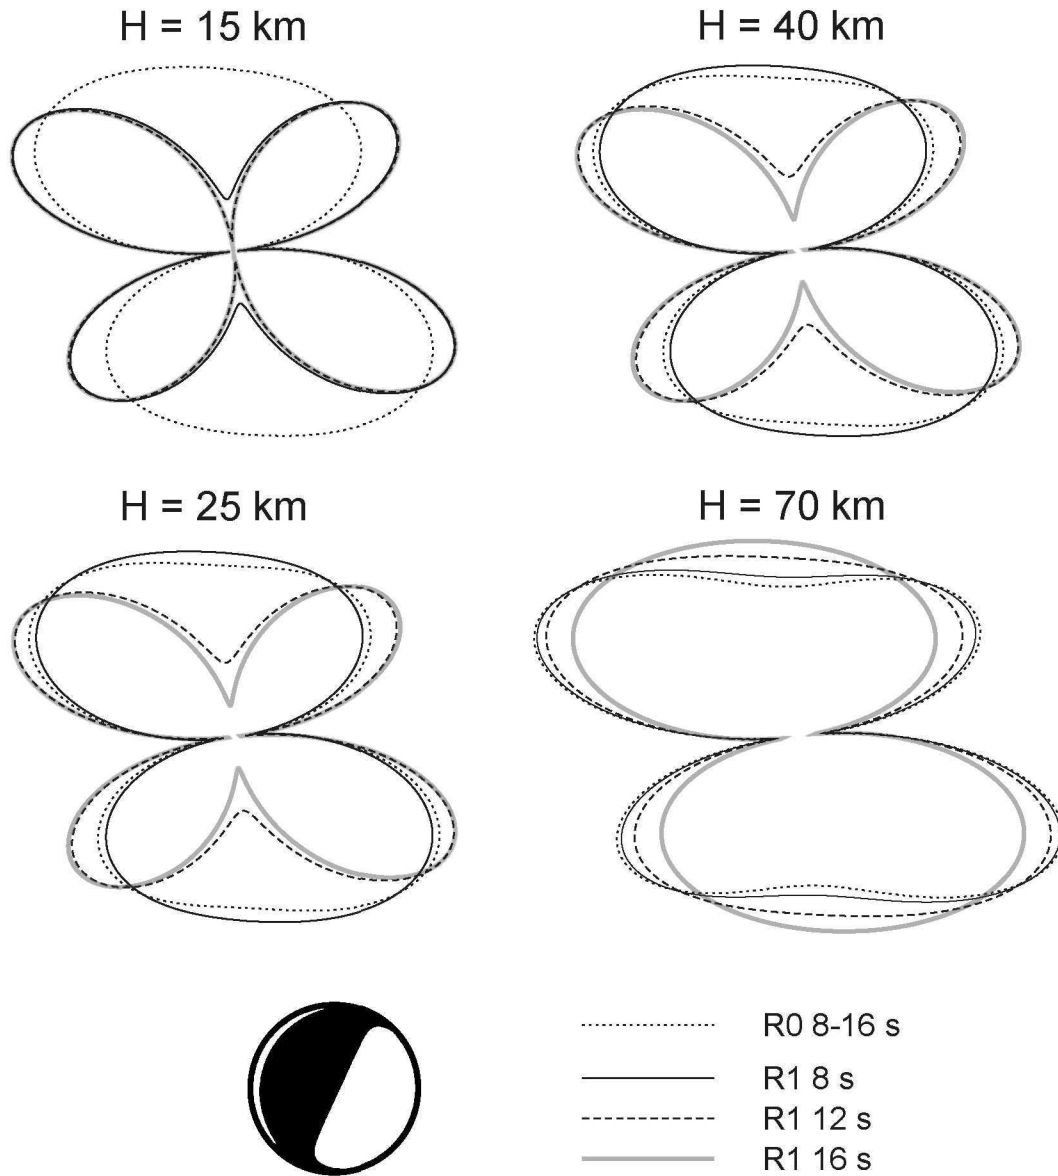 H = 15 km
H = 40 km
H = 25 km
H = 70 km
R0 8-16 s
R1 8 s
R1 12 s
R1 16 s